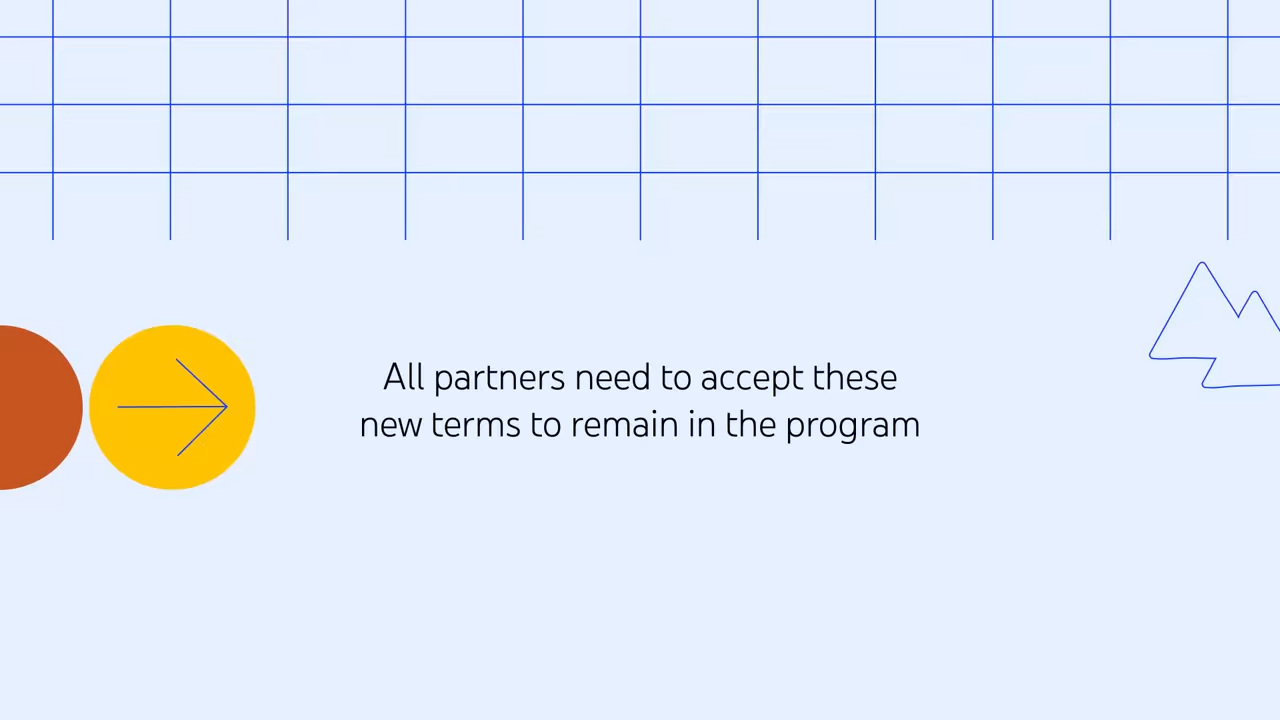 All partners need to accept these
new terms to remain in the program